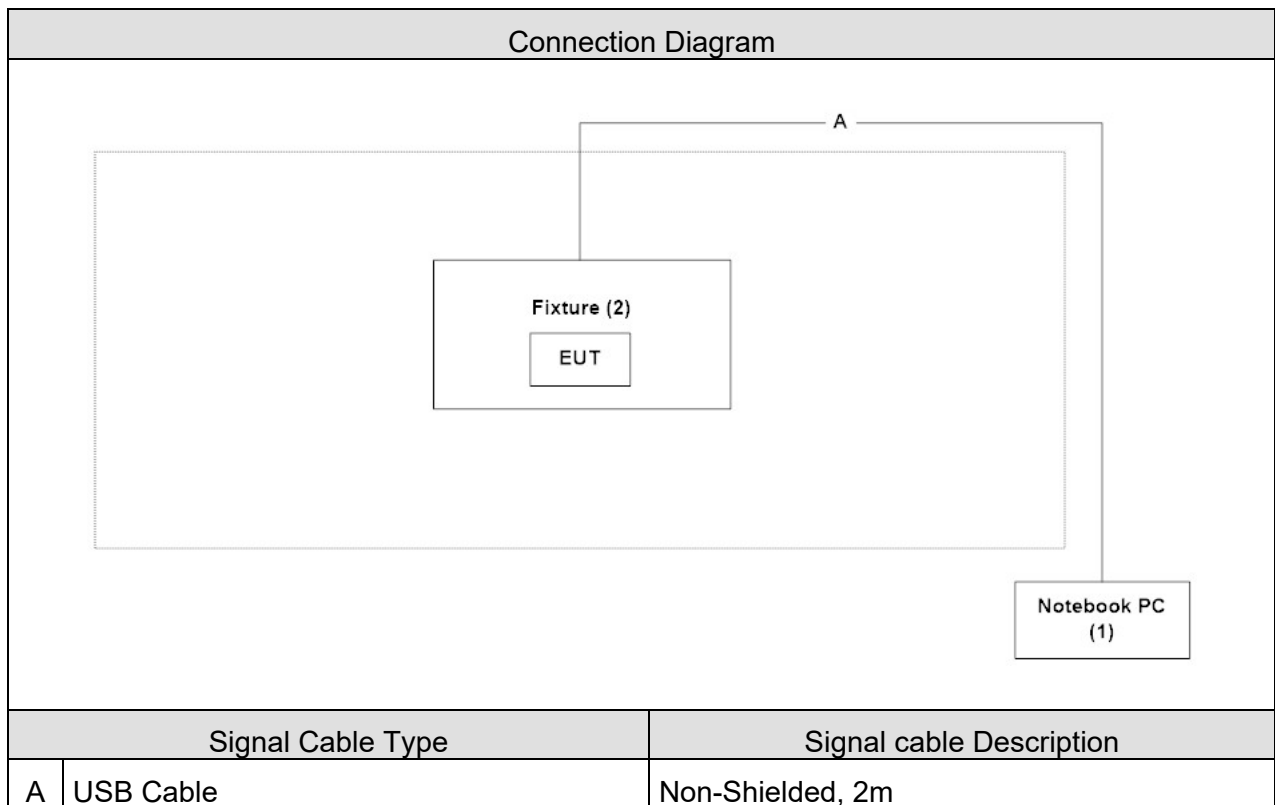 Connection Diagram
A
Fixture (2)
EUT
Notebook PC
(1)
Signal Cable Type
Signal cable Description
A
USB Cable
Non-Shielded, 2m